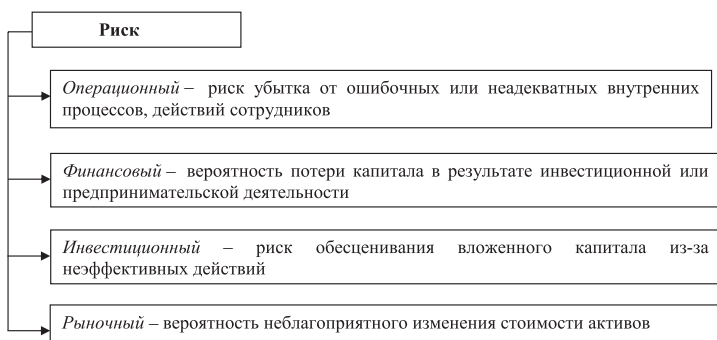 Риск
Операционный – риск убытка от ошибочных или неадекватных внутренних
процессов, действий сотрудников
Финансовый – вероятность потери капитала в результате инвестиционной или
предпринимательской деятельности
Инвестиционный – риск обесценивания вложенного капитала из-за
неэффективных действий
Рыночный – вероятность неблагоприятного изменения стоимости активов